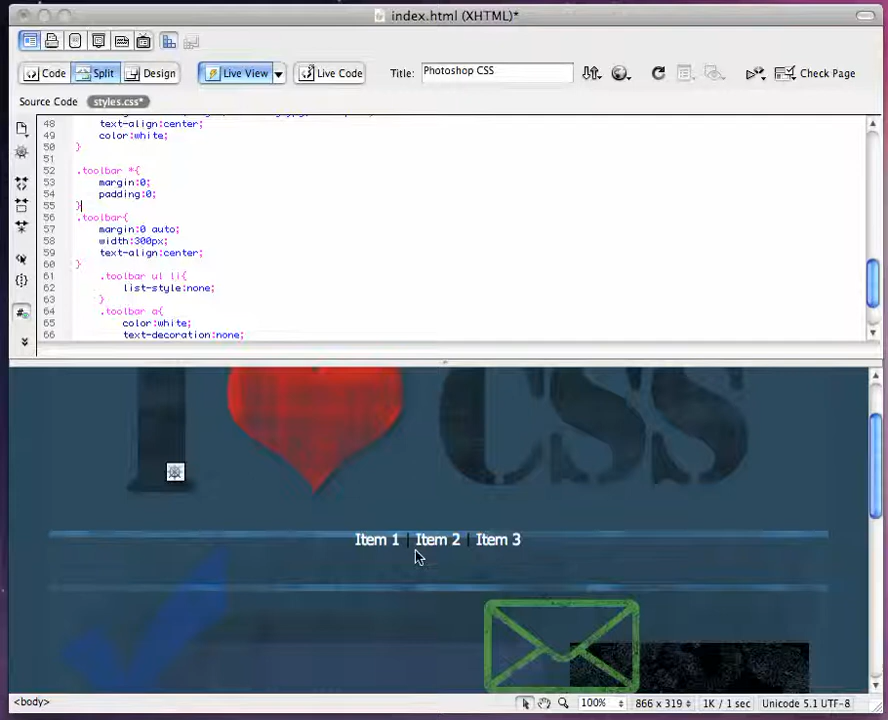 index.html (XHTML)*
Code Split Design Live View Live Code Title: Photoshop CSS Check Page
Source Code styles.css*
48 text-align:center;
49 color:white;
50 }
51
52 .toolbar *{
53 margin:0;
54 padding:0;
55 }
56 .toolbar{
57 margin:0 auto;
58 width:300px;
59 text-align:center;
60 }
61 .toolbar ul li{
62 list-style:none;
63 }
64 .toolbar a{
65 color:white;
66 text-decoration:none;
I CSS
Item 1 | Item 2 | Item 3
<body> 100% 866 x 319 1K / 1 sec Unicode 5.1 UTF-8